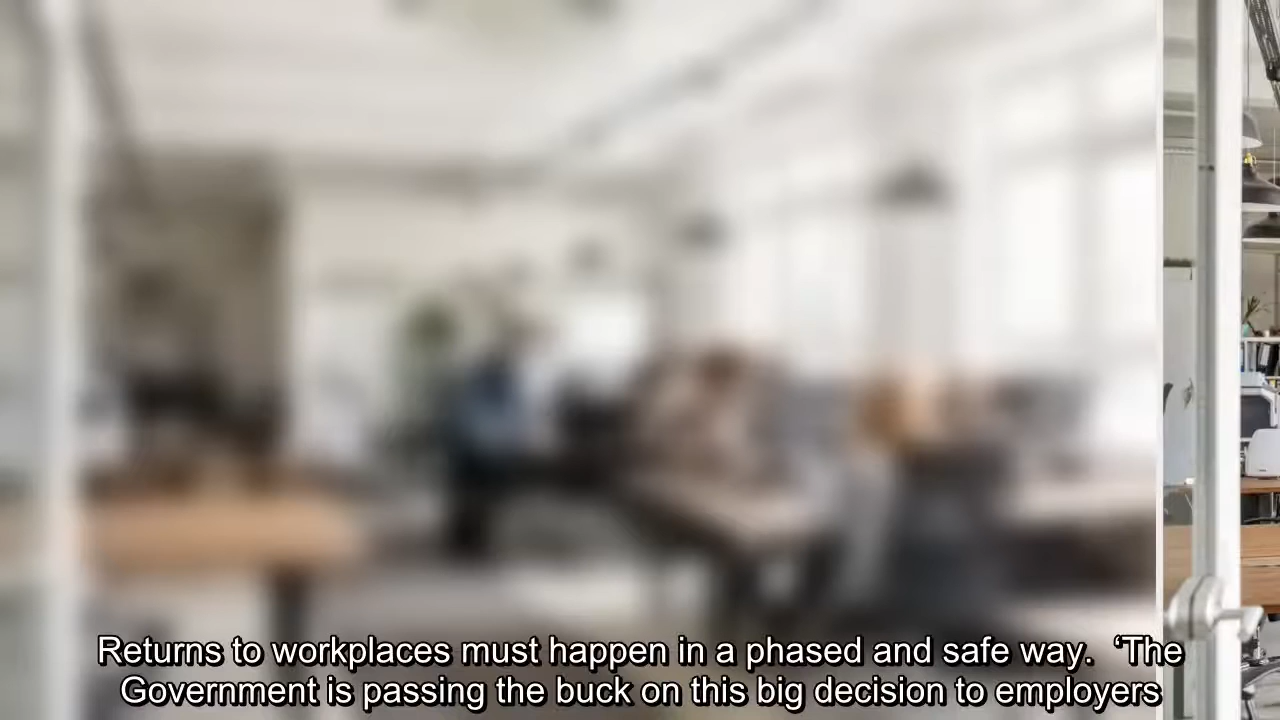 Returns to workplaces must happen in a phased and safe way.  ‘The
Government is passing the buck on this big decision to employers